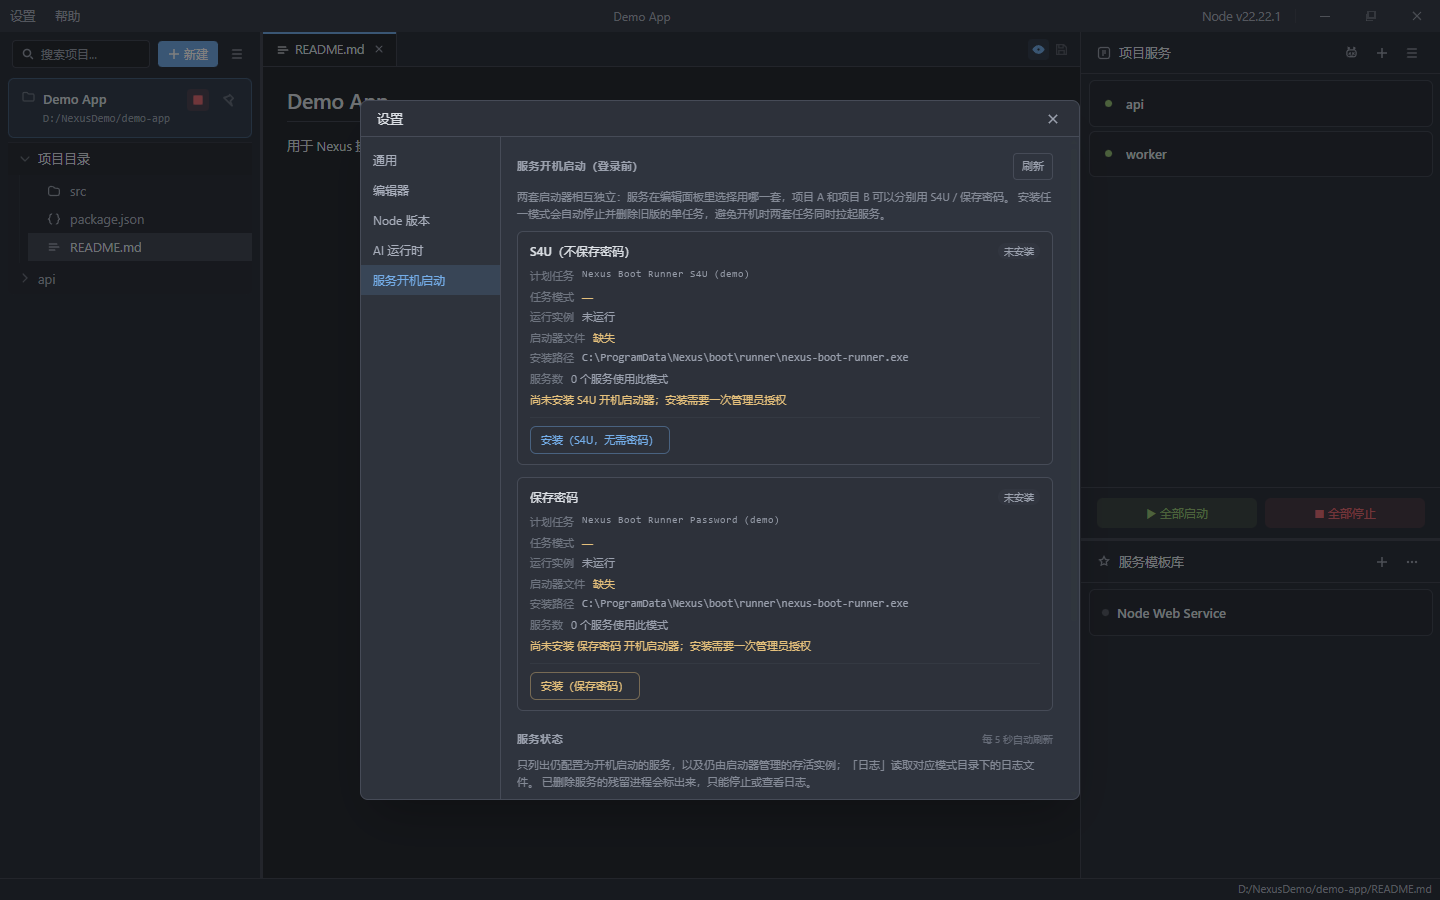 设置 帮助
Demo App
Node v22.22.1
搜索项目...
新建
Demo App
D:/NexusDemo/demo-app
项目目录
src
package.json
README.md
api
README.md
Demo App
用于 Nexus
设置
通用
编辑器
Node 版本
AI 运行时
服务开机启动
服务开机启动（登录前）
刷新
两套启动器相互独立：服务在编辑面板里选择用哪一套，项目 A 和项目 B 可以分别用 S4U / 保存密码。 安装任
一模式会自动停止并删除旧版的单任务，避免开机时两套任务同时拉起服务。
S4U（不保存密码）
未安装
计划任务 Nexus Boot Runner S4U (demo)
任务模式 —
运行实例 未运行
启动器文件 缺失
安装路径 C:\ProgramData\Nexus\boot\runner\nexus-boot-runner.exe
服务数 0 个服务使用此模式
尚未安装 S4U 开机启动器；安装需要一次管理员授权
安装（S4U，无需密码）
保存密码
未安装
计划任务 Nexus Boot Runner Password (demo)
任务模式 —
运行实例 未运行
启动器文件 缺失
安装路径 C:\ProgramData\Nexus\boot\runner\nexus-boot-runner.exe
服务数 0 个服务使用此模式
尚未安装 保存密码 开机启动器；安装需要一次管理员授权
安装（保存密码）
服务状态
每 5 秒自动刷新
只列出仍配置为开机启动的服务，以及仍由启动器管理的存活实例；「日志」读取对应模式目录下的日志文
件。 已删除服务的残留进程会标出来，只能停止或查看日志。
项目服务
api
worker
全部启动
全部停止
服务模板库
Node Web Service
D:/NexusDemo/demo-app/README.md